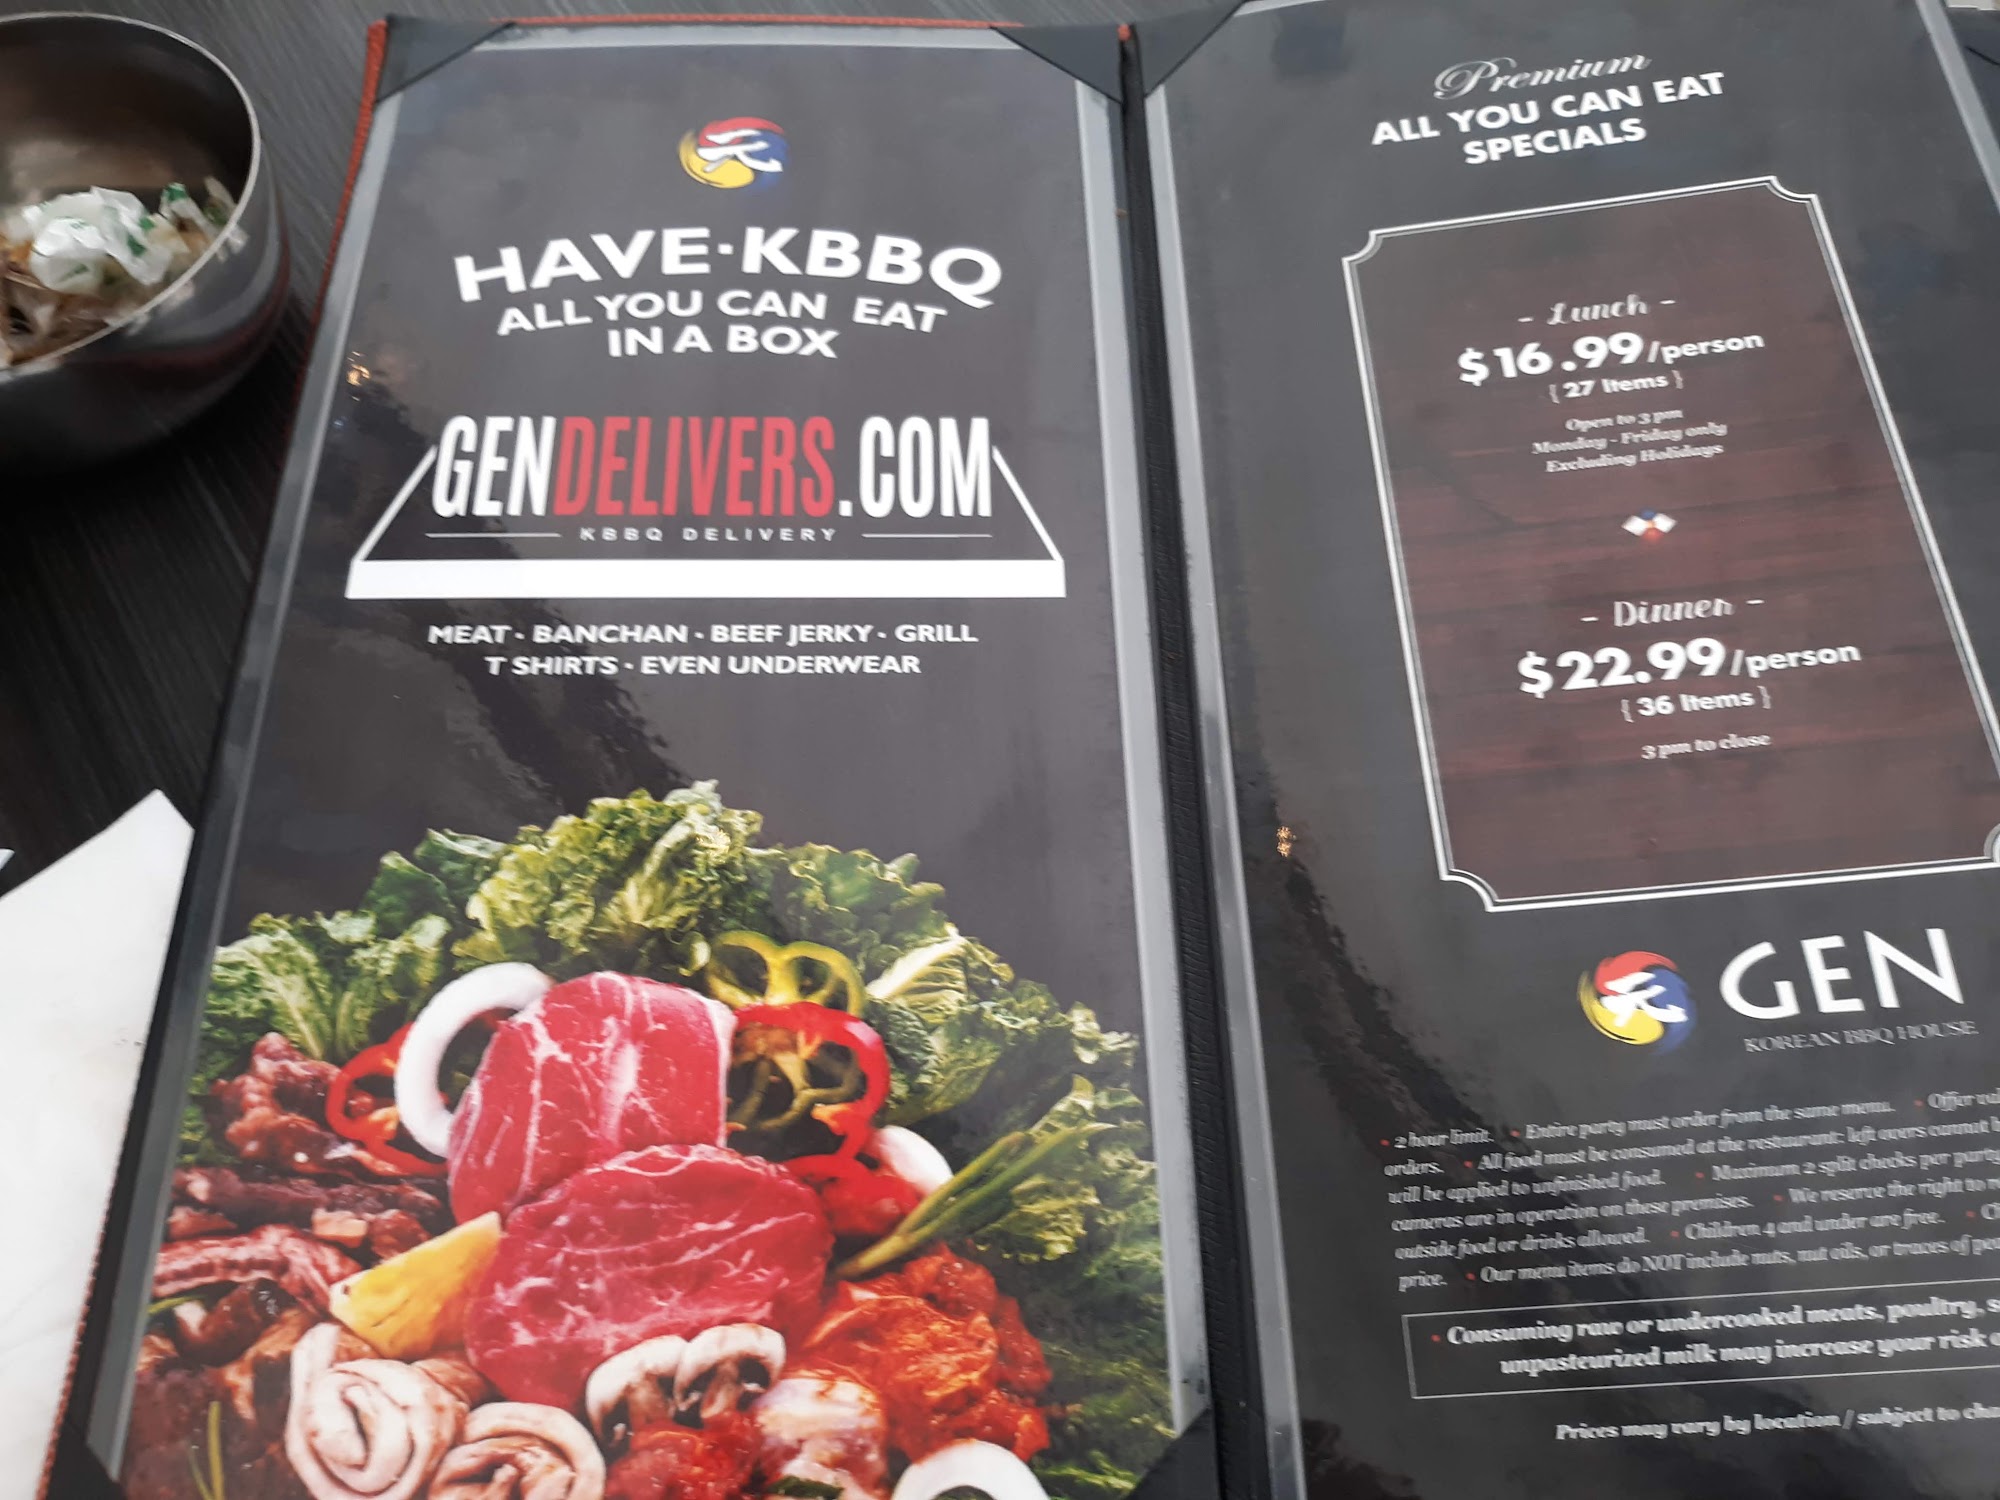 元
HAVE·KBBQ
ALL YOU CAN EAT
IN A BOX
GENDELIVERS.COM
KBBQ DELIVERY
MEAT · BANCHAN · BEEF JERKY · GRILL
T SHIRTS · EVEN UNDERWEAR
Premium
ALL YOU CAN EAT
SPECIALS
- Lunch -
$16.99/person
{ 27 Items }
Open to 3 pm
Monday - Friday only
Excluding Holidays
- Dinner -
$22.99/person
{ 36 Items }
3 pm to close
元 GEN
KOREAN BBQ HOUSE
• 2 hour limit. • Entire party must order from the same menu. • Offer
orders. • All food must be consumed at the restaurant; left overs cannot
will be applied to unfinished food. • Maximum 2 split checks per party
cameras are in operation on these premises. • We reserve the right to
outside food or drinks allowed. • Children 4 and under are free. •
price. • Our menu items do NOT include nuts, nut oils, or traces of
• Consuming raw or undercooked meats, poultry,
unpasteurized milk may increase your risk
Prices may vary by location / subject to